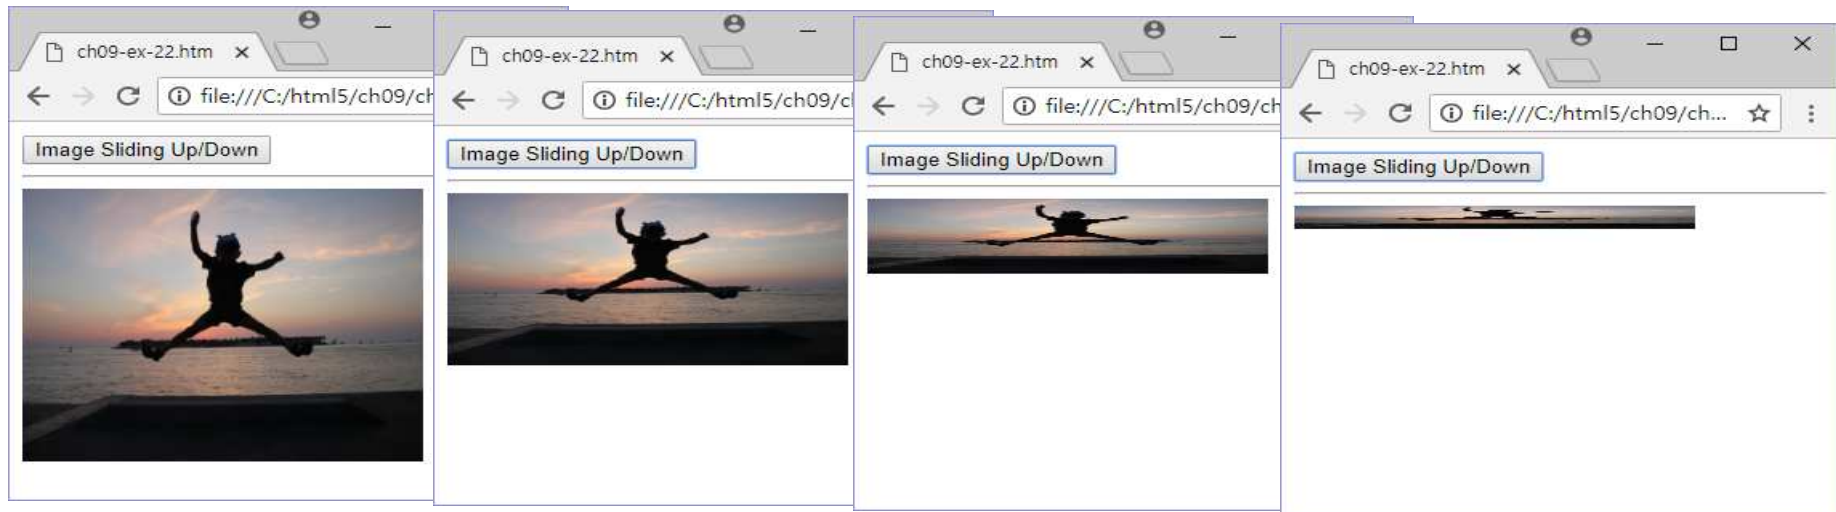 ch09-ex-22.htm
file:///C:/html5/ch09/ch
Image Sliding Up/Down
ch09-ex-22.htm
file:///C:/html5/ch09/cl
Image Sliding Up/Down
ch09-ex-22.htm
file:///C:/html5/ch09/ch
Image Sliding Up/Down
ch09-ex-22.htm
file:///C:/html5/ch09/ch...
Image Sliding Up/Down